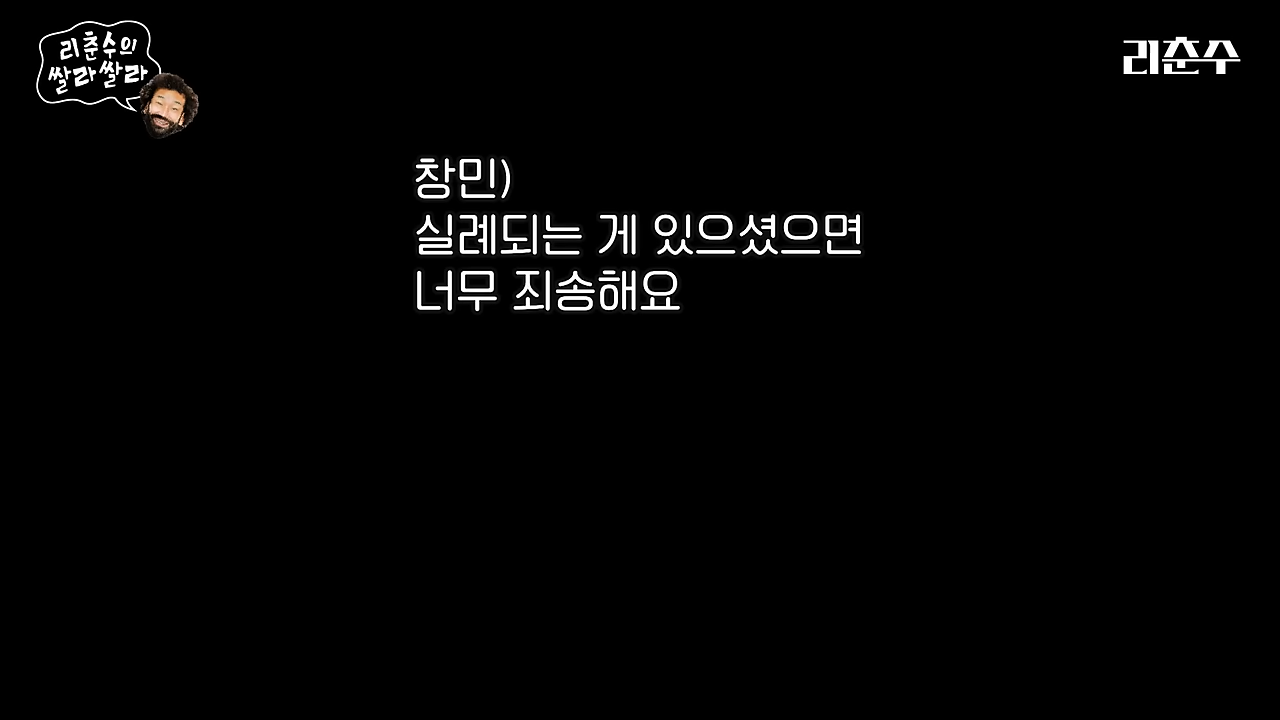 리춘수의
쌀라쌀라
리춘수
창민)
실례되는 게 있으셨으면
너무 죄송해요